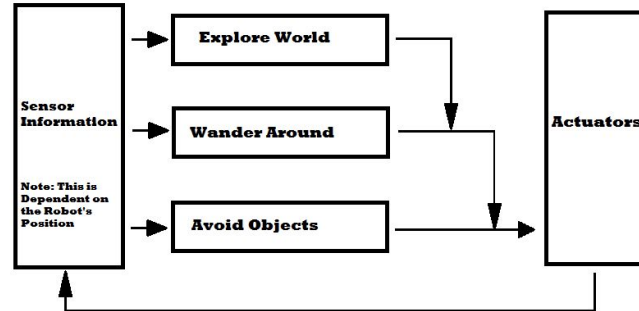 Explore World
Sensor
Information
Wander Around
Actuators
Note: This is
Dependent on
the Robot's
Position
Avoid Objects